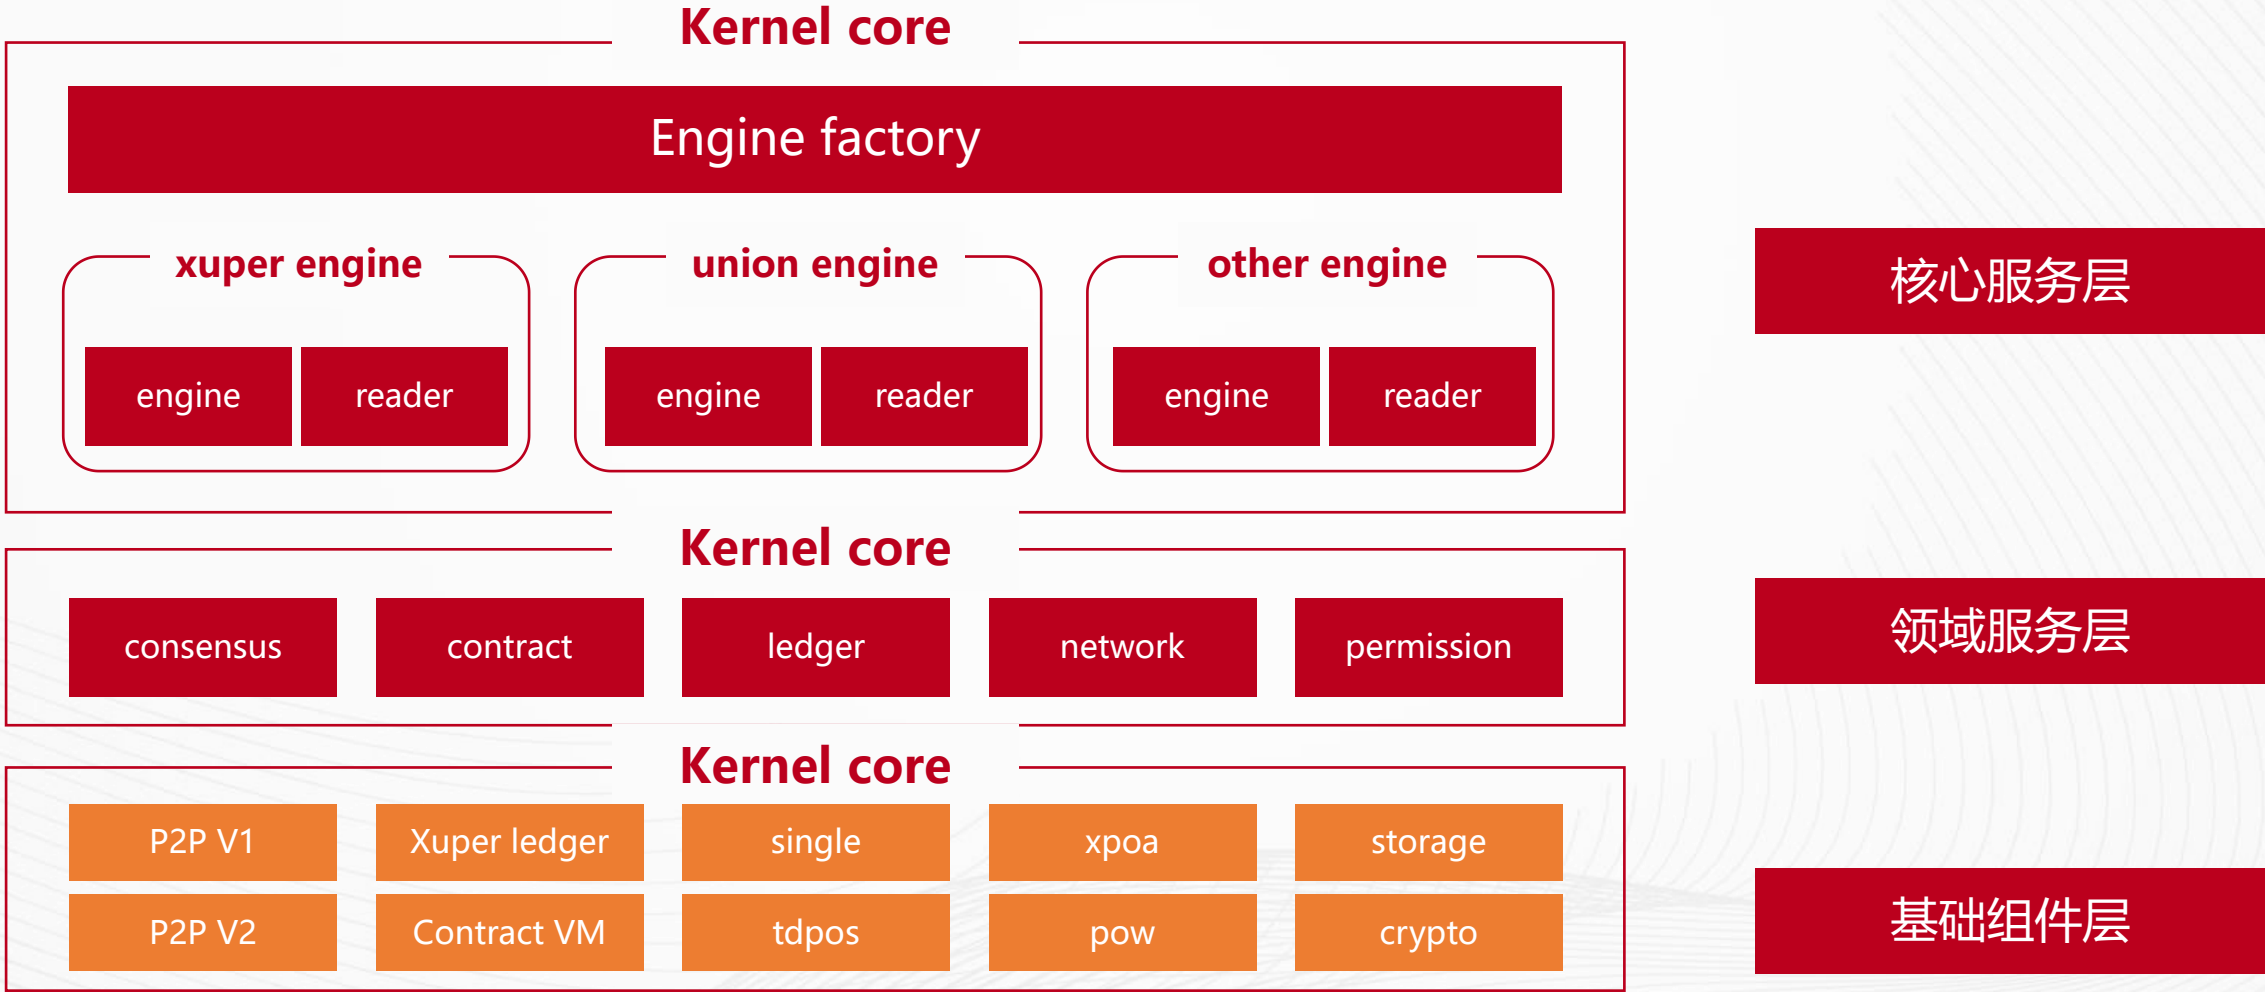 Kernel core
Engine factory
xuper engine
union engine
other engine
engine
reader
engine
reader
engine
reader
核心服务层
Kernel core
consensus
contract
ledger
network
permission
领域服务层
Kernel core
P2P V1
Xuper ledger
single
xpoa
storage
P2P V2
Contract VM
tdpos
pow
crypto
基础组件层